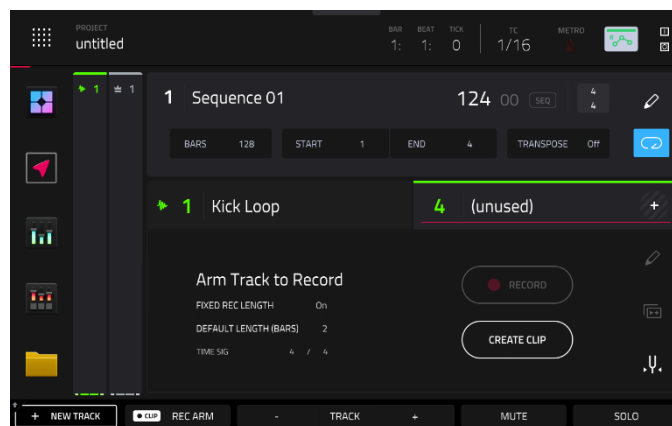 PROJECT
untitled
BAR BEAT TICK TC METRO
1: 1: 0 1/16
1 1
1 Sequence 01 124 00 SEQ 4 4
BARS 128 START 1 END 4 TRANSPOSE Off
1 Kick Loop 4 (unused) +
Arm Track to Record
FIXED REC LENGTH On
DEFAULT LENGTH (BARS) 2
TIME SIG 4 / 4
RECORD
CREATE CLIP
+ NEW TRACK CLIP REC ARM - TRACK + MUTE SOLO